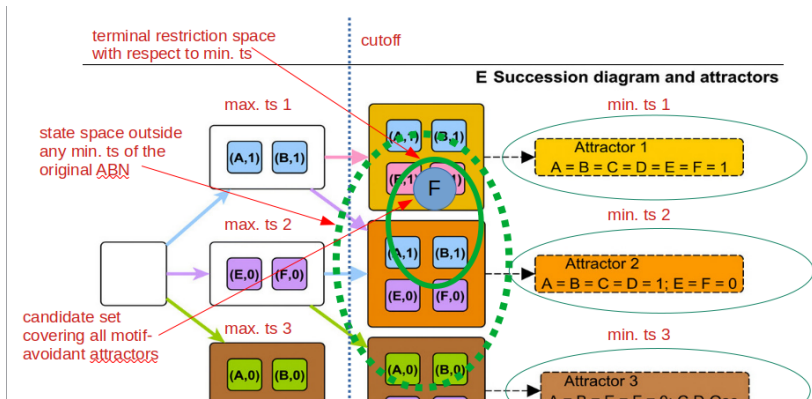 terminal restriction space
with respect to min. ts
cutoff
E Succession diagram and attractors
max. ts 1
min. ts 1
state space outside
any min. ts of the
original ABN
(A,1) (B,1)
(A,1) (B,1)
Attractor 1
A = B = C = D = E = F = 1
F
max. ts 2
min. ts 2
(E,0) (F,0)
(A,1) (B,1)
(E,0) (F,0)
Attractor 2
A = B = C = D = 1; E = F = 0
candidate set
covering all motif-
avoidant attractors
max. ts 3
min. ts 3
(A,0) (B,0)
(A,0) (B,0)
Attractor 3